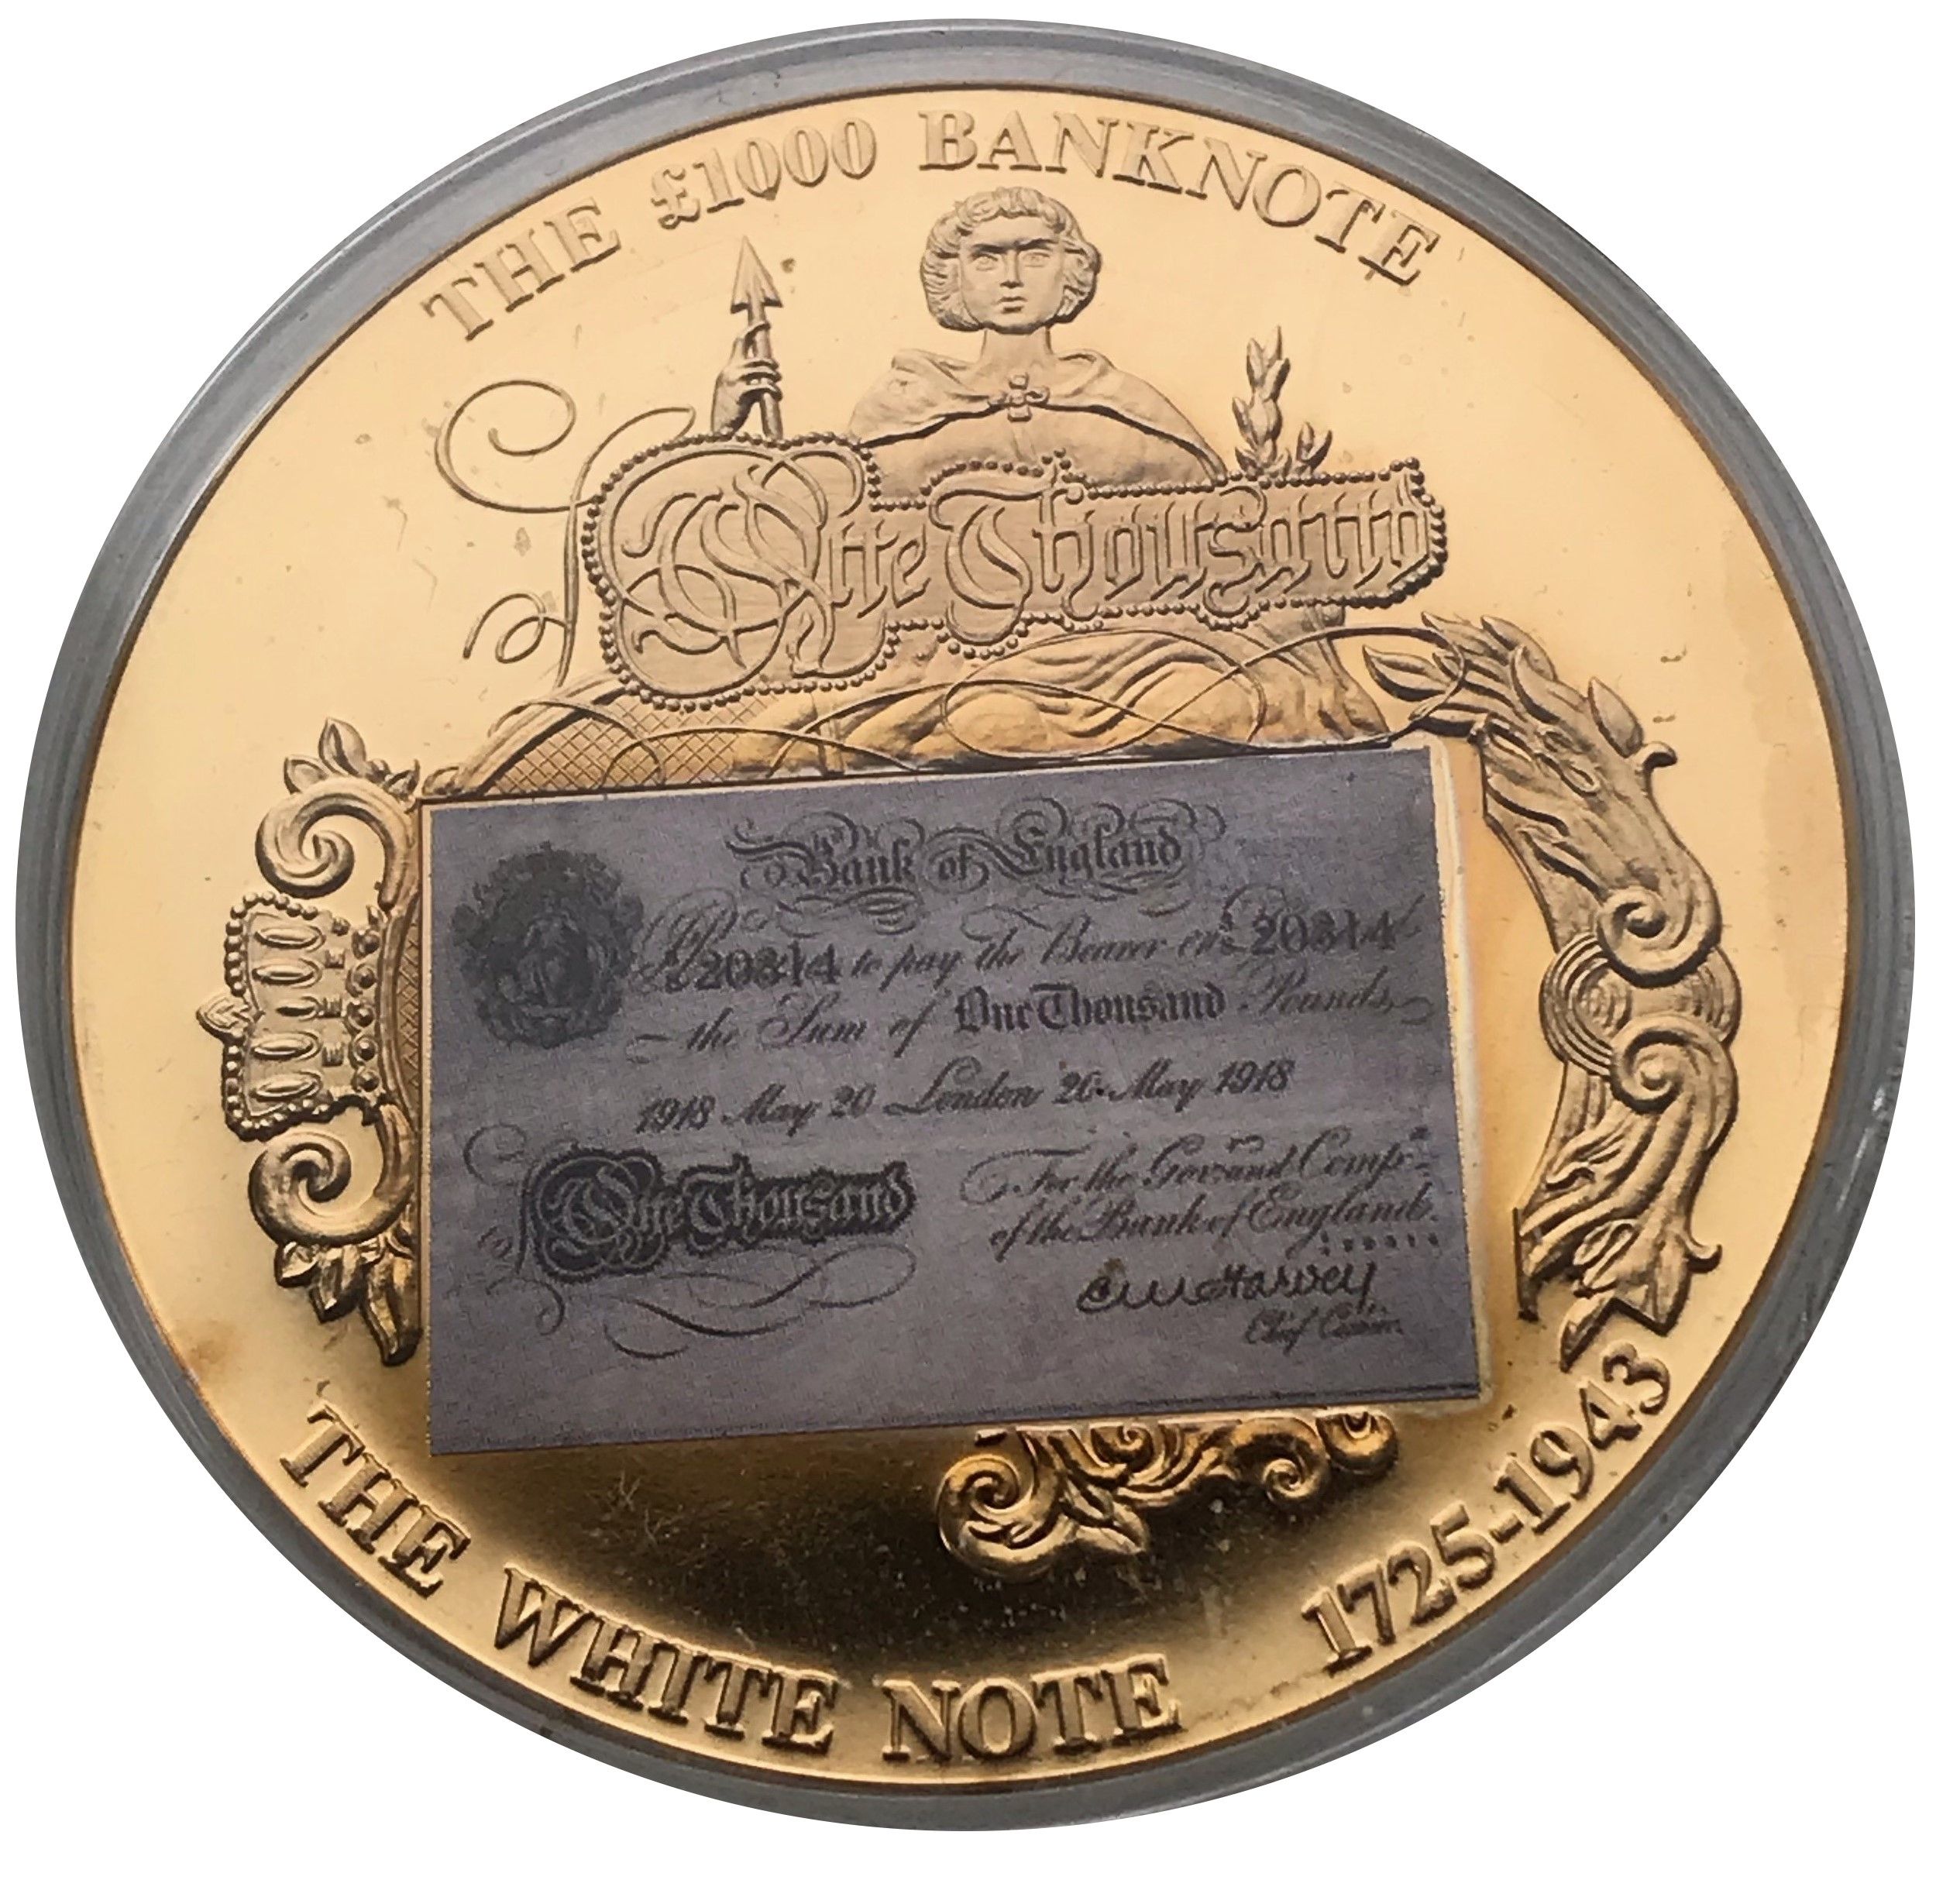 THE £1000 BANKNOTE
One Thousand
Bank of England
to pay the Bearer on
20814 20814
the Sum of One Thousand Pounds
1918 May 20 London 20 May 1918
One Thousand
For the Gov.r and Comp.a
of the Bank of England.
Chief Cashier.
THE WHITE NOTE 1725-1943